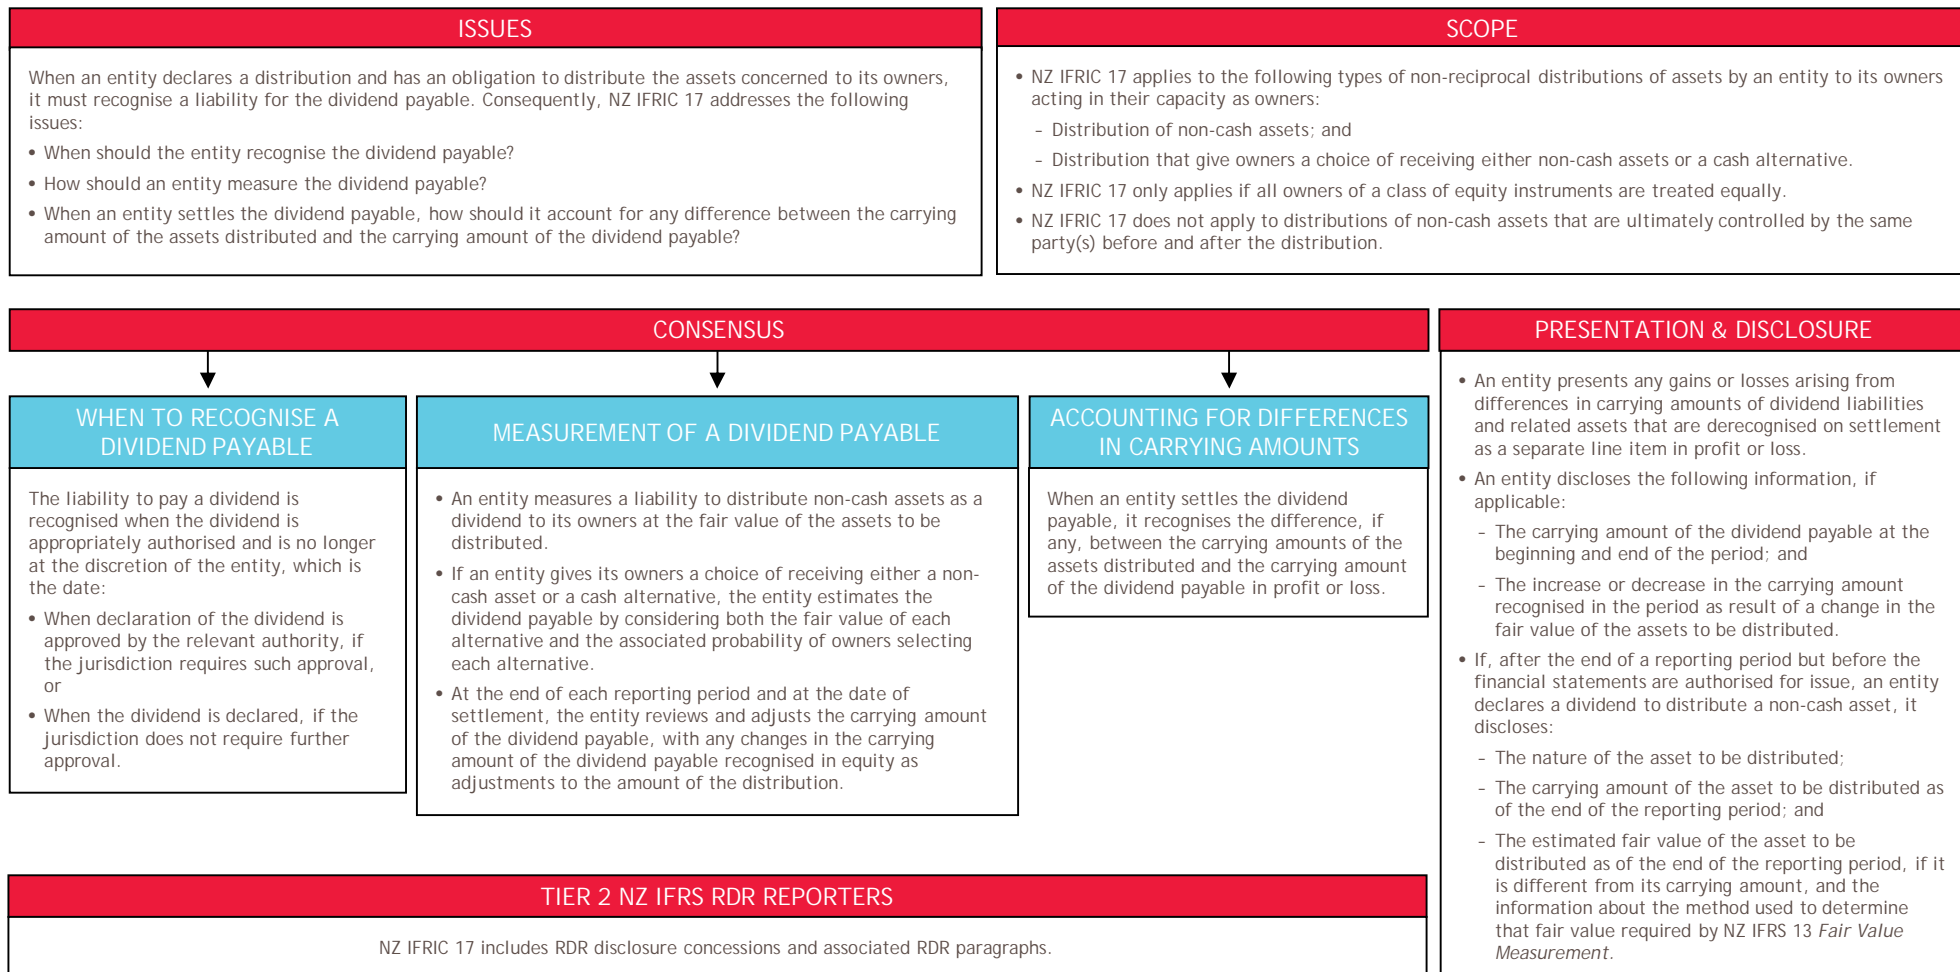 ISSUES
When an entity declares a distribution and has an obligation to distribute the assets concerned to its owners,
it must recognise a liability for the dividend payable. Consequently, NZ IFRIC 17 addresses the following
issues:
• When should the entity recognise the dividend payable?
• How should an entity measure the dividend payable?
• When an entity settles the dividend payable, how should it account for any difference between the carrying
amount of the assets distributed and the carrying amount of the dividend payable?
SCOPE
• NZ IFRIC 17 applies to the following types of non-reciprocal distributions of assets by an entity to its owners
acting in their capacity as owners:
– Distribution of non-cash assets; and
– Distribution that give owners a choice of receiving either non-cash assets or a cash alternative.
• NZ IFRIC 17 only applies if all owners of a class of equity instruments are treated equally.
• NZ IFRIC 17 does not apply to distributions of non-cash assets that are ultimately controlled by the same
party(s) before and after the distribution.
CONSENSUS
WHEN TO RECOGNISE A
DIVIDEND PAYABLE
The liability to pay a dividend is
recognised when the dividend is
appropriately authorised and is no longer
at the discretion of the entity, which is
the date:
• When declaration of the dividend is
approved by the relevant authority, if
the jurisdiction requires such approval,
or
• When the dividend is declared, if the
jurisdiction does not require further
approval.
MEASUREMENT OF A DIVIDEND PAYABLE
• An entity measures a liability to distribute non-cash assets as a
dividend to its owners at the fair value of the assets to be
distributed.
• If an entity gives its owners a choice of receiving either a non-
cash asset or a cash alternative, the entity estimates the
dividend payable by considering both the fair value of each
alternative and the associated probability of owners selecting
each alternative.
• At the end of each reporting period and at the date of
settlement, the entity reviews and adjusts the carrying amount
of the dividend payable, with any changes in the carrying
amount of the dividend payable recognised in equity as
adjustments to the amount of the distribution.
ACCOUNTING FOR DIFFERENCES
IN CARRYING AMOUNTS
When an entity settles the dividend
payable, it recognises the difference, if
any, between the carrying amounts of the
assets distributed and the carrying amount
of the dividend payable in profit or loss.
PRESENTATION & DISCLOSURE
• An entity presents any gains or losses arising from
differences in carrying amounts of dividend liabilities
and related assets that are derecognised on settlement
as a separate line item in profit or loss.
• An entity discloses the following information, if
applicable:
– The carrying amount of the dividend payable at the
beginning and end of the period; and
– The increase or decrease in the carrying amount
recognised in the period as result of a change in the
fair value of the assets to be distributed.
• If, after the end of a reporting period but before the
financial statements are authorised for issue, an entity
declares a dividend to distribute a non-cash asset, it
discloses:
– The nature of the asset to be distributed;
– The carrying amount of the asset to be distributed as
of the end of the reporting period; and
– The estimated fair value of the asset to be
distributed as of the end of the reporting period, if it
is different from its carrying amount, and the
information about the method used to determine
that fair value required by NZ IFRS 13 Fair Value
Measurement.
TIER 2 NZ IFRS RDR REPORTERS
NZ IFRIC 17 includes RDR disclosure concessions and associated RDR paragraphs.